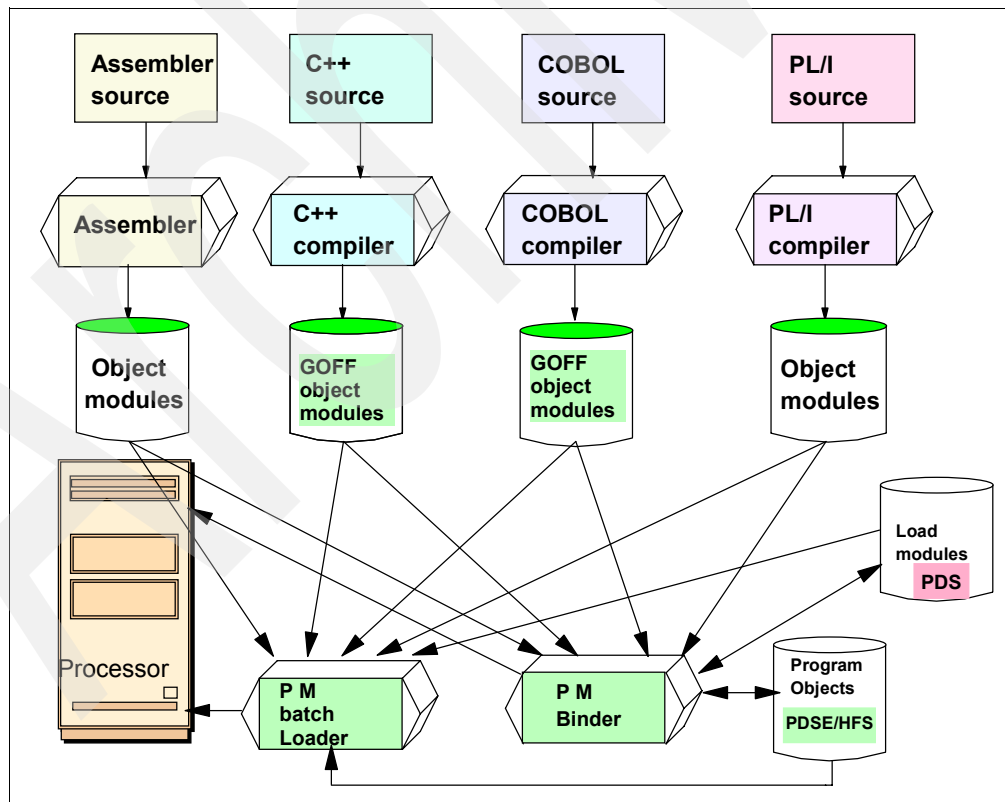 Assembler
source
C++
source
COBOL
source
PL/I
source
Assembler
C++
compiler
COBOL
compiler
PL/I
compiler
Object
modules
GOFF
object
modules
GOFF
object
modules
Object
modules
Load
modules
PDS
Processor
P M
batch
Loader
P M
Binder
Program
Objects
PDSE/HFS